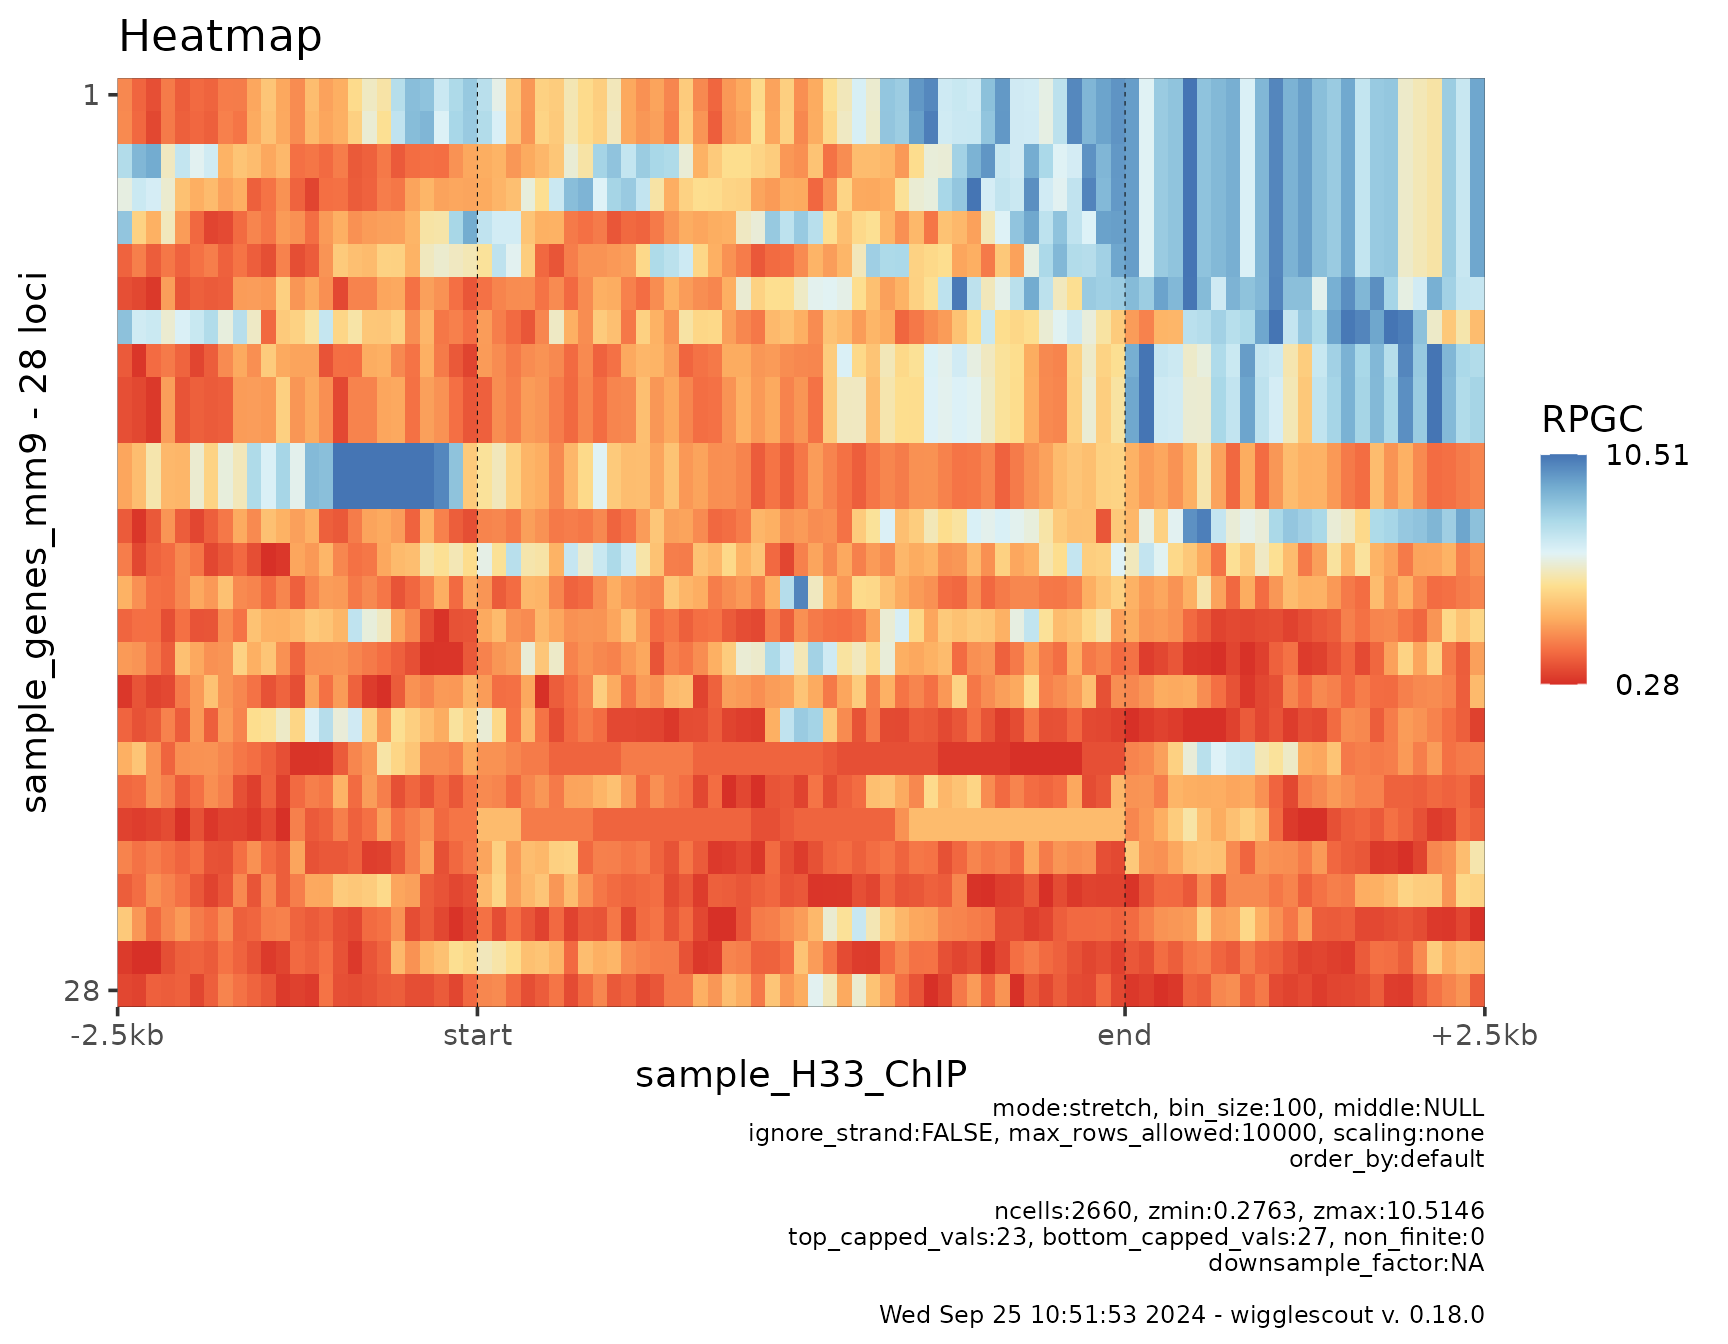 Heatmap
1
28
sample_genes_mm9 - 28 loci
-2.5kb
start
end
+2.5kb
sample_H33_ChIP
RPGC
10.51
0.28
mode:stretch, bin_size:100, middle:NULL
ignore_strand:FALSE, max_rows_allowed:10000, scaling:none
order_by:default
ncells:2660, zmin:0.2763, zmax:10.5146
top_capped_vals:23, bottom_capped_vals:27, non_finite:0
downsample_factor:NA
Wed Sep 25 10:51:53 2024 - wigglescout v. 0.18.0